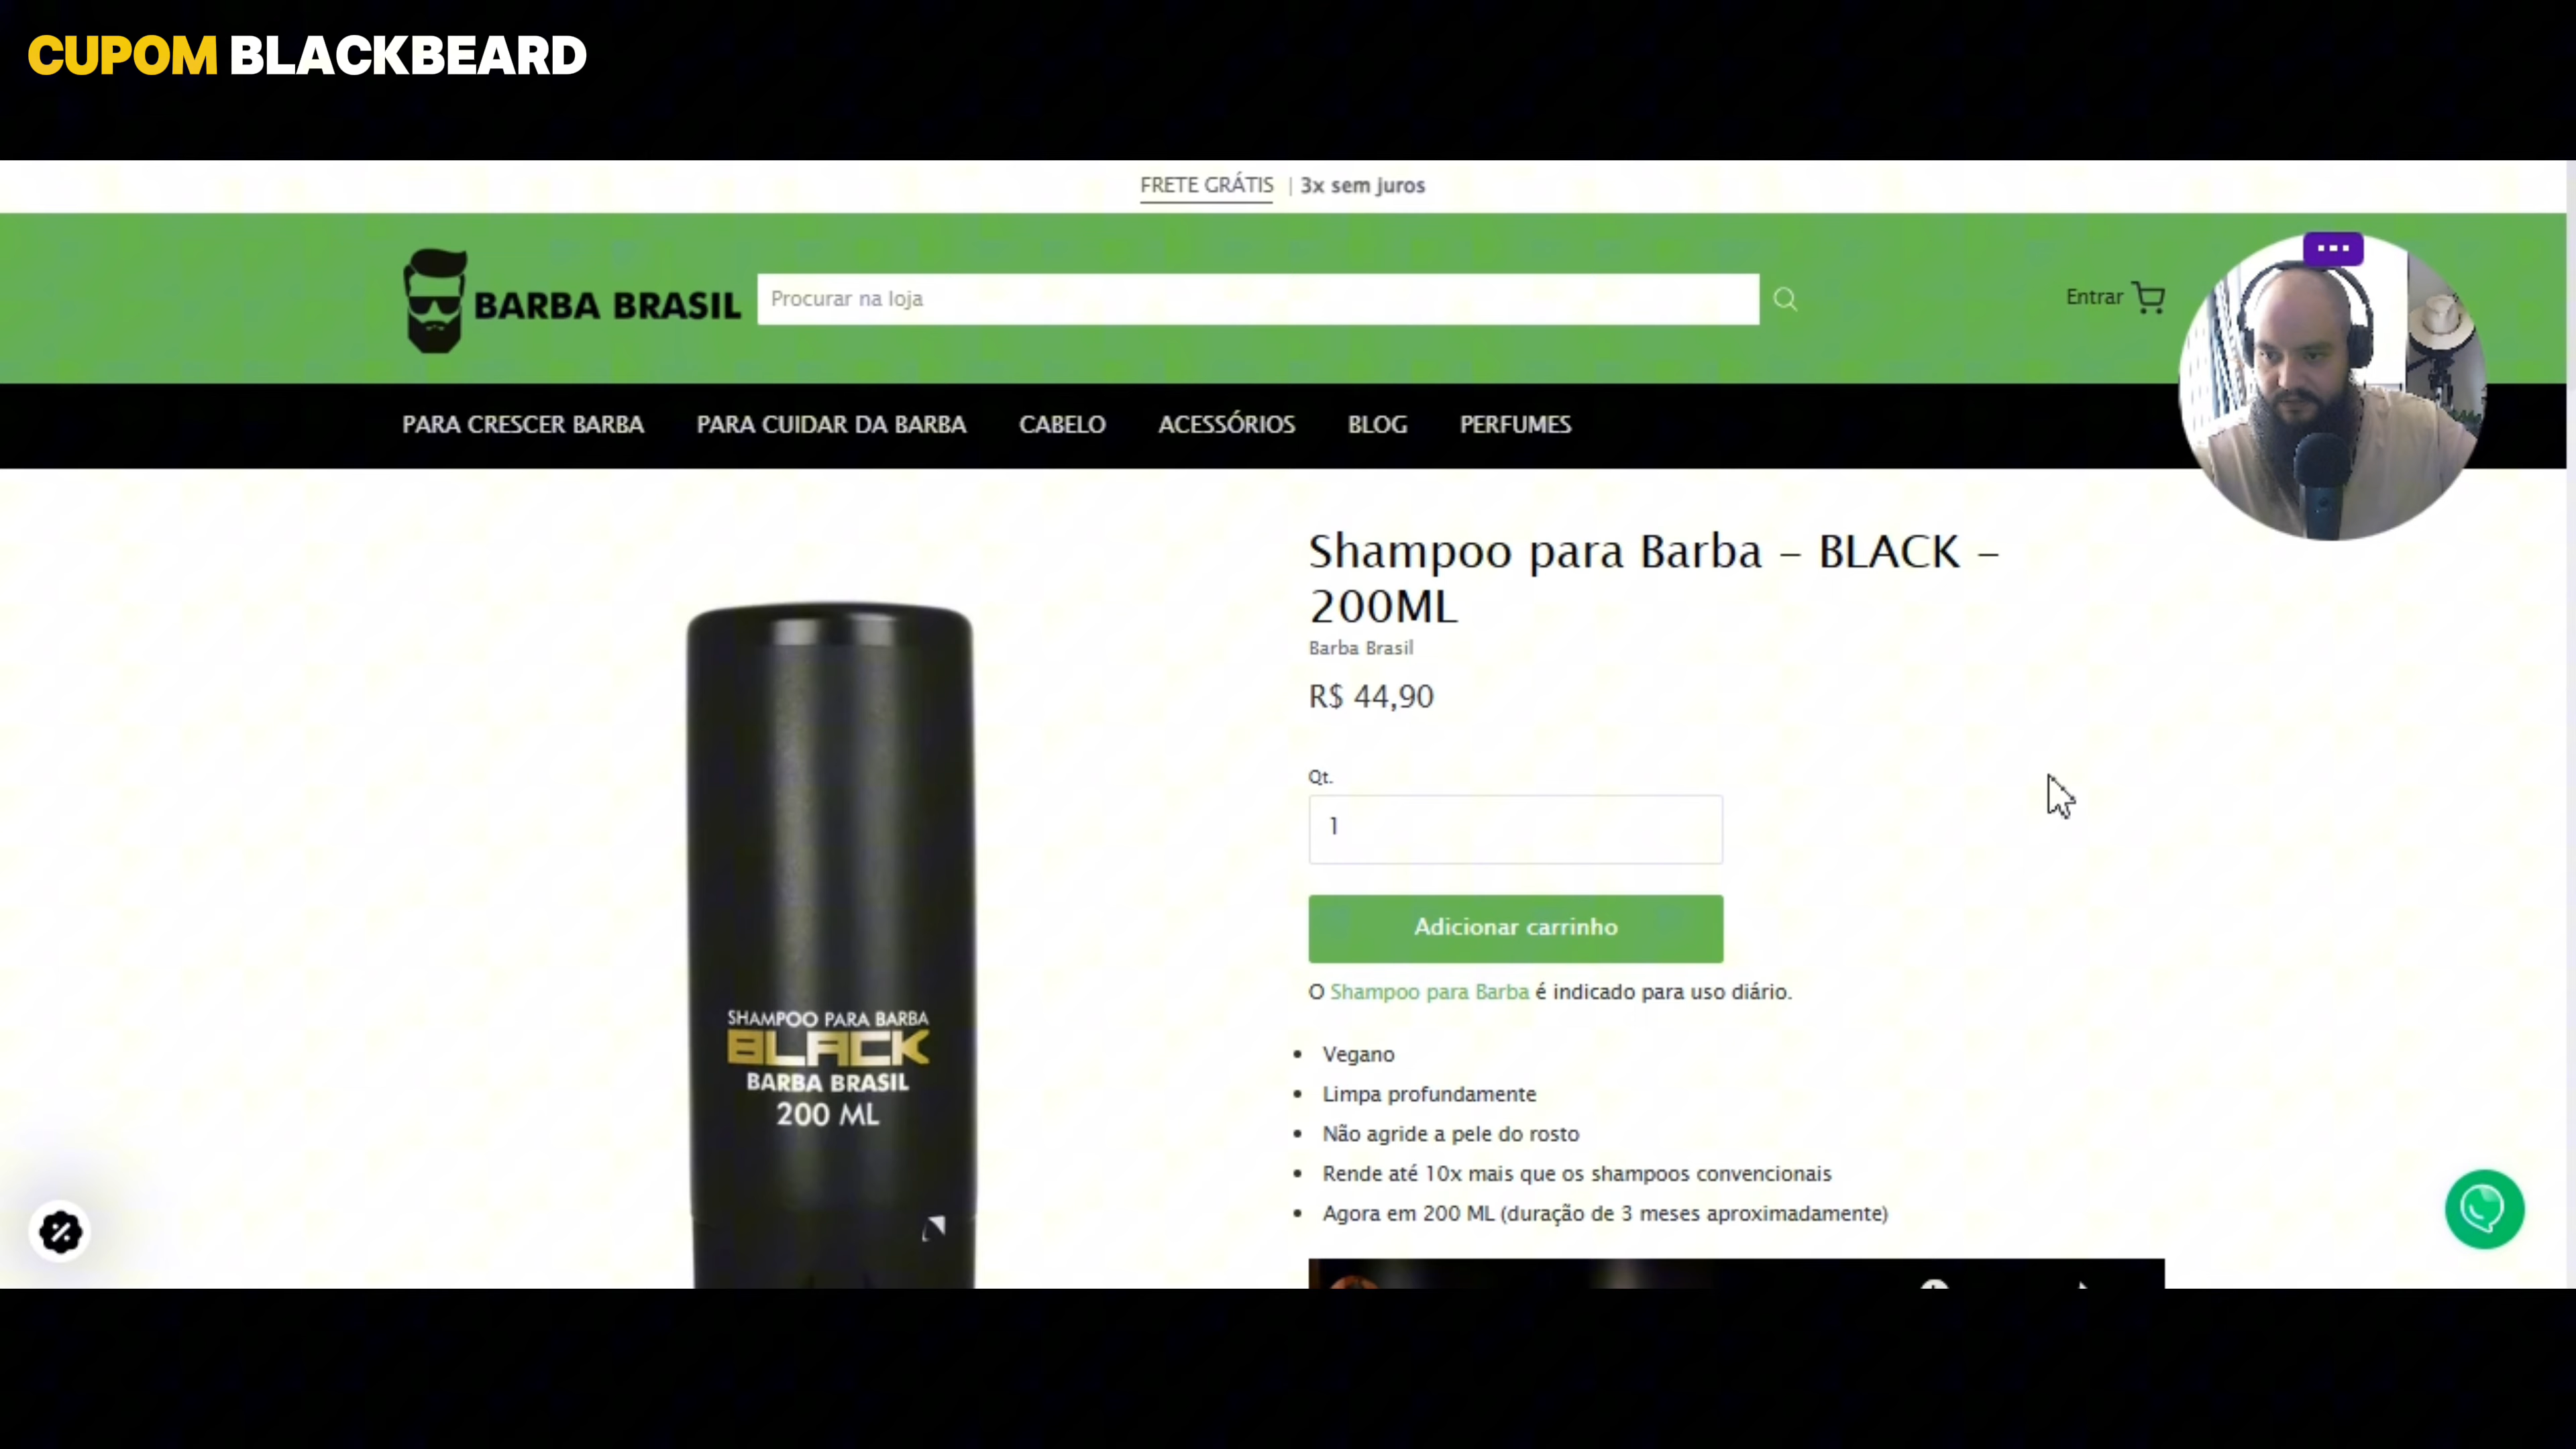 CUPOM BLACKBEARD
FRETE GRÁTIS | 3x sem juros
BARBA BRASIL
Procurar na loja
Entrar
PARA CRESCER BARBA PARA CUIDAR DA BARBA CABELO ACESSÓRIOS BLOG PERFUMES
Shampoo para Barba – BLACK –
200ML
Barba Brasil
R$ 44,90
Qt.
1
Adicionar carrinho
O Shampoo para Barba é indicado para uso diário.
• Vegano
• Limpa profundamente
• Não agride a pele do rosto
• Rende até 10x mais que os shampoos convencionais
• Agora em 200 ML (duração de 3 meses aproximadamente)
SHAMPOO PARA BARBA
BLACK
BARBA BRASIL
200 ML